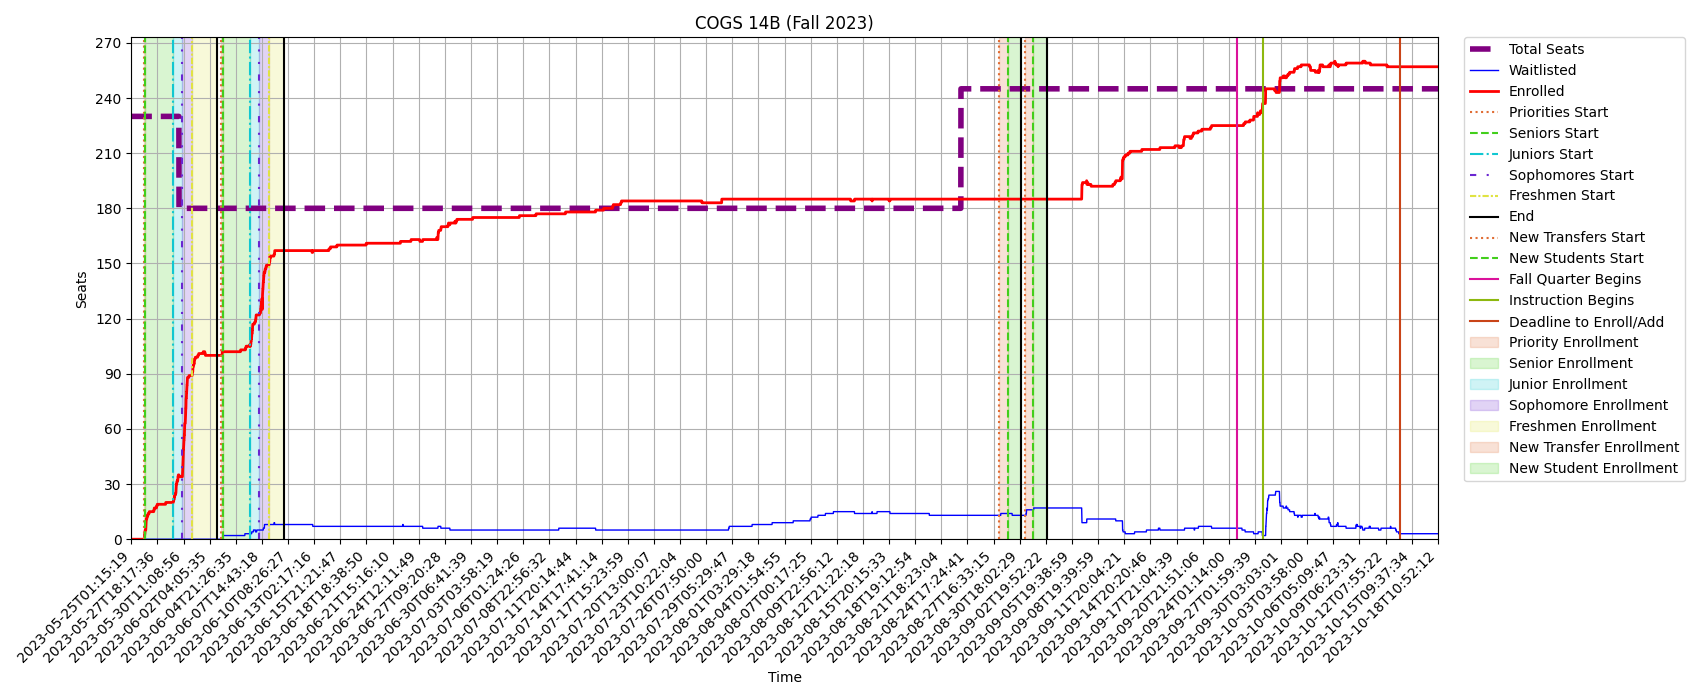 COGS 14B (Fall 2023)
270
240
210
180
150
120
90
60
30
0
Seats
2023-05-25T01:15:19
2023-05-27T18:17:36
2023-05-30T11:08:56
2023-06-02T04:05:35
2023-06-04T21:26:35
2023-06-07T14:43:18
2023-06-10T08:26:27
2023-06-13T02:17:16
2023-06-15T21:21:47
2023-06-18T18:38:50
2023-06-21T15:16:10
2023-06-24T12:11:49
2023-06-27T09:20:28
2023-06-30T06:41:39
2023-07-03T03:58:19
2023-07-06T01:24:26
2023-07-08T22:56:32
2023-07-11T20:14:44
2023-07-14T17:41:14
2023-07-17T15:23:59
2023-07-20T13:00:07
2023-07-23T10:22:04
2023-07-26T07:50:00
2023-07-29T05:29:47
2023-08-01T03:29:18
2023-08-04T01:54:55
2023-08-07T00:17:25
2023-08-09T22:56:12
2023-08-12T21:22:18
2023-08-15T20:15:33
2023-08-18T19:12:54
2023-08-21T18:23:04
2023-08-24T17:24:41
2023-08-27T16:33:15
2023-08-30T18:02:29
2023-09-02T19:52:22
2023-09-05T19:38:59
2023-09-08T19:39:59
2023-09-11T20:04:21
2023-09-14T20:20:46
2023-09-17T21:04:39
2023-09-20T21:51:06
2023-09-24T01:14:00
2023-09-27T01:59:39
2023-09-30T03:03:01
2023-10-03T03:58:00
2023-10-06T05:09:47
2023-10-09T06:23:31
2023-10-12T07:55:22
2023-10-15T09:37:34
2023-10-18T10:52:12
Time
Total Seats
Waitlisted
Enrolled
Priorities Start
Seniors Start
Juniors Start
Sophomores Start
Freshmen Start
End
New Transfers Start
New Students Start
Fall Quarter Begins
Instruction Begins
Deadline to Enroll/Add
Priority Enrollment
Senior Enrollment
Junior Enrollment
Sophomore Enrollment
Freshmen Enrollment
New Transfer Enrollment
New Student Enrollment